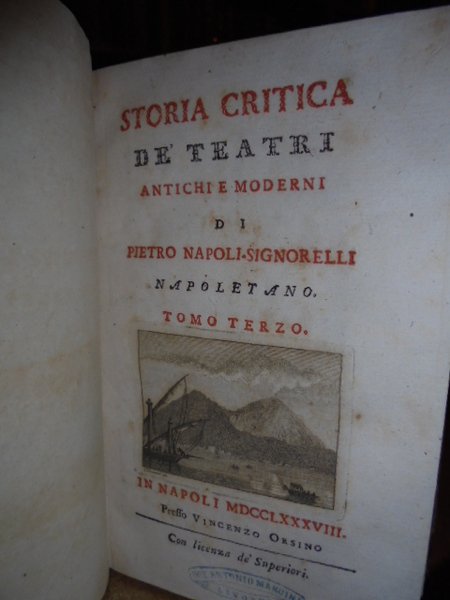 STORIA CRITICA
DE' TEATRI
ANTICHI E MODERNI
DI
PIETRO NAPOLI-SIGNORELLI
NAPOLETANO.
TOMO TERZO.
IN NAPOLI MDCCLXXXVIII.
Presso VINCENZO ORSINO
Con licenza de' Superiori.
ANTONIO